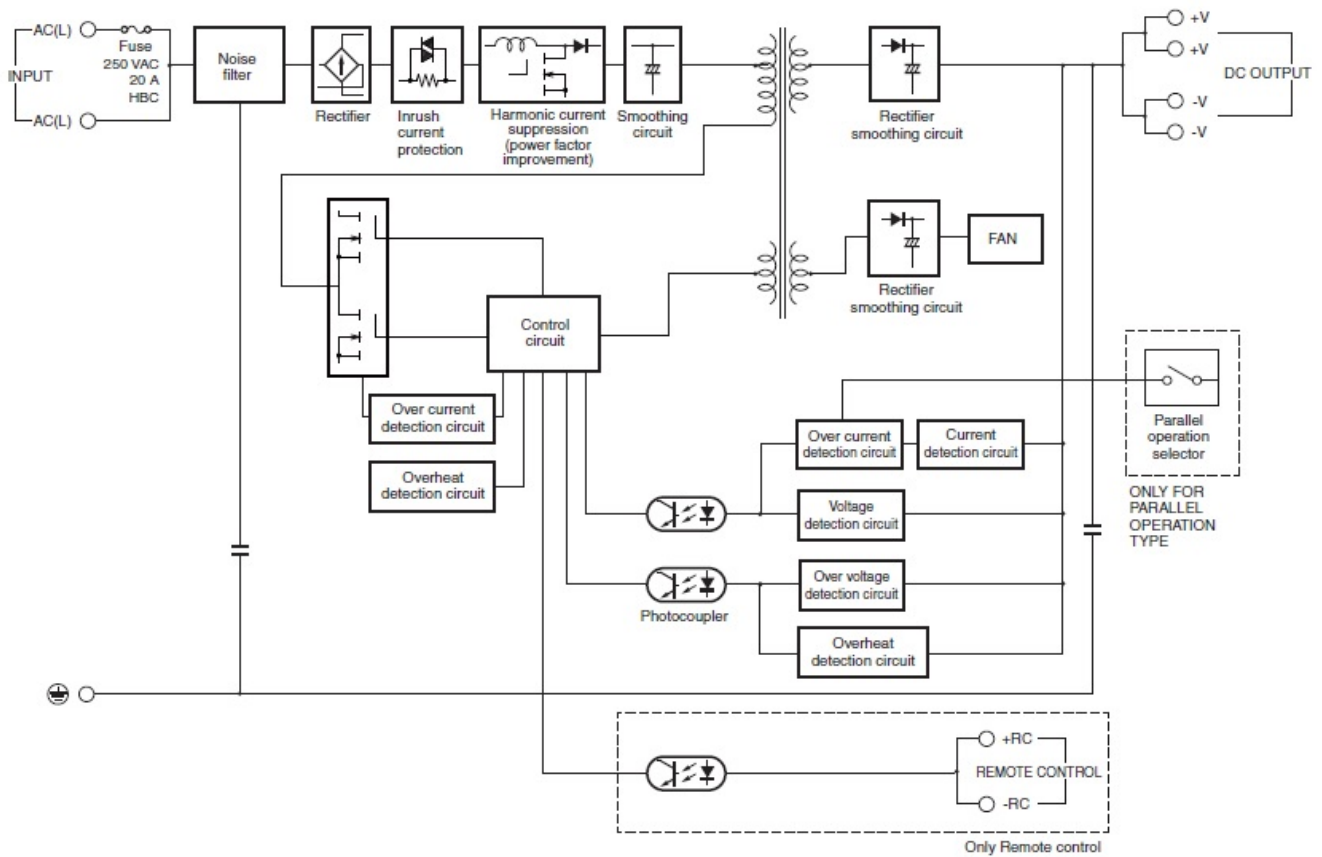 AC(L)
Fuse
250 VAC
20 A
HBC
INPUT
AC(L)
Noise
filter
Rectifier
Inrush
current
protection
Harmonic current
suppression
(power factor
improvement)
Smoothing
circuit
Rectifier
smoothing circuit
+V
+V
DC OUTPUT
-V
-V
Rectifier
smoothing circuit
FAN
Control
circuit
Over current
detection circuit
Overheat
detection circuit
Over current
detection circuit
Current
detection circuit
Parallel
operation
selector
ONLY FOR
PARALLEL
OPERATION
TYPE
Voltage
detection circuit
Over voltage
detection circuit
Photocoupler
Overheat
detection circuit
+RC
REMOTE CONTROL
-RC
Only Remote control